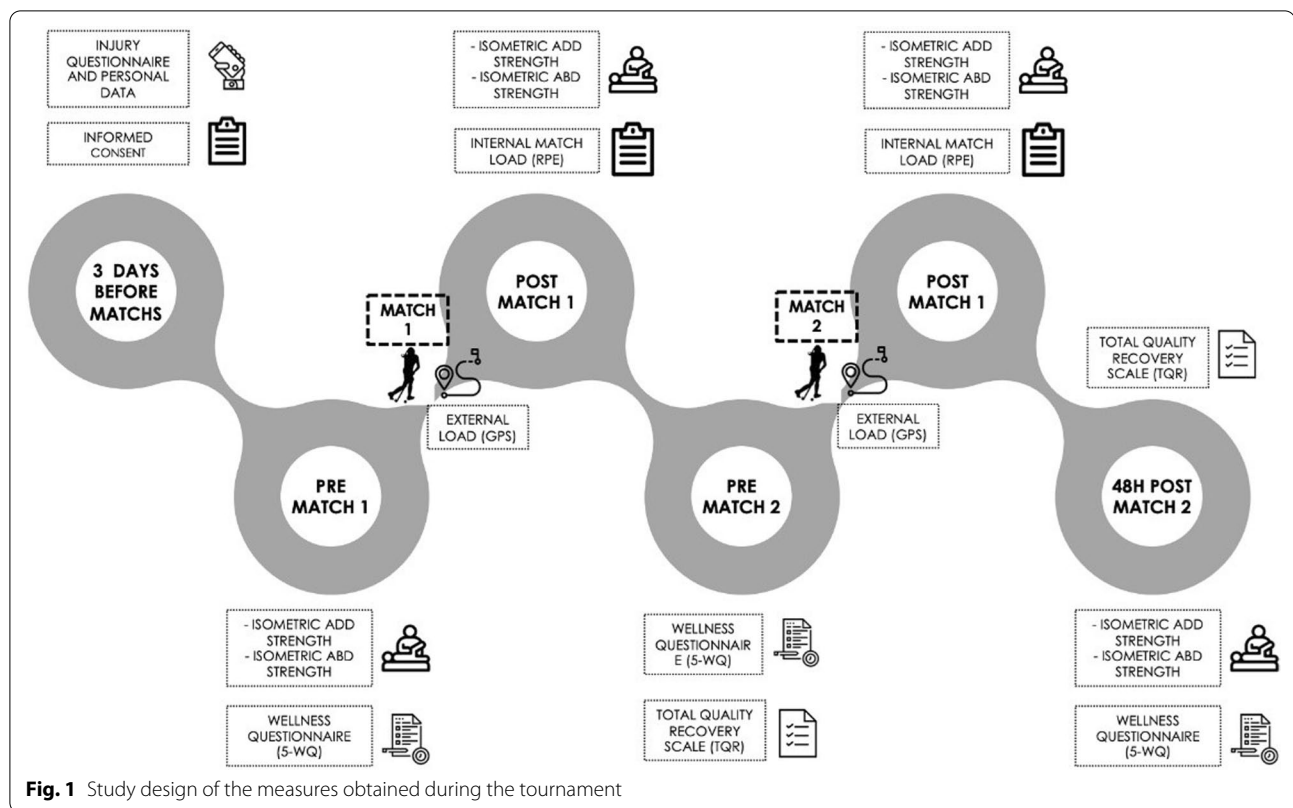 INJURY
QUESTIONNAIRE
AND PERSONAL
DATA
INFORMED
CONSENT
- ISOMETRIC ADD
STRENGTH
- ISOMETRIC ABD
STRENGTH
INTERNAL MATCH
LOAD (RPE)
- ISOMETRIC ADD
STRENGTH
- ISOMETRIC ABD
STRENGTH
INTERNAL MATCH
LOAD (RPE)
3 DAYS
BEFORE
MATCHS
MATCH
1
POST
MATCH 1
MATCH
2
POST
MATCH 1
TOTAL QUALITY
RECOVERY
SCALE (TQR)
EXTERNAL
LOAD (GPS)
EXTERNAL
LOAD (GPS)
PRE
MATCH 1
PRE
MATCH 2
48H POST
MATCH 2
- ISOMETRIC ADD
STRENGTH
- ISOMETRIC ABD
STRENGTH
WELLNESS
QUESTIONNAIRE
(5-WQ)
WELLNESS
QUESTIONNAIR
E (5-WQ)
TOTAL QUALITY
RECOVERY
SCALE (TQR)
- ISOMETRIC ADD
STRENGTH
- ISOMETRIC ABD
STRENGTH
WELLNESS
QUESTIONNAIRE
(5-WQ)
Fig. 1 Study design of the measures obtained during the tournament